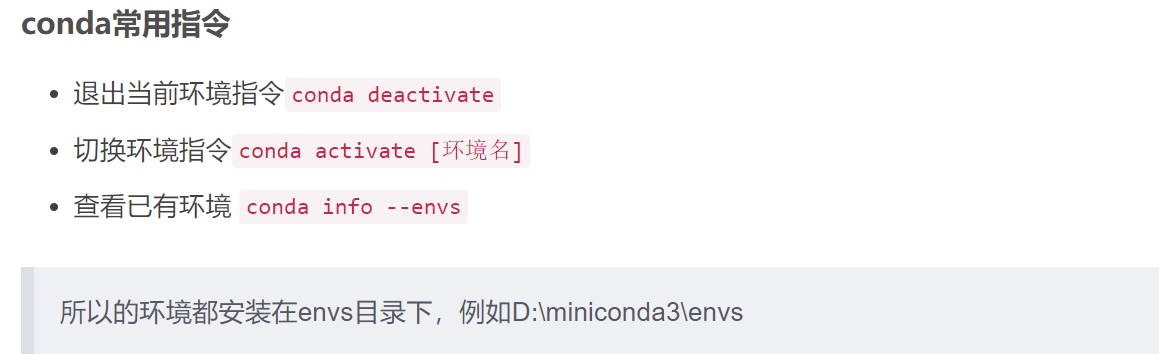 conda常用指令
退出当前环境指令conda deactivate
切换环境指令conda activate [环境名]
查看已有环境 conda info --envs
所以的环境都安装在envs目录下，例如D:\miniconda3\envs